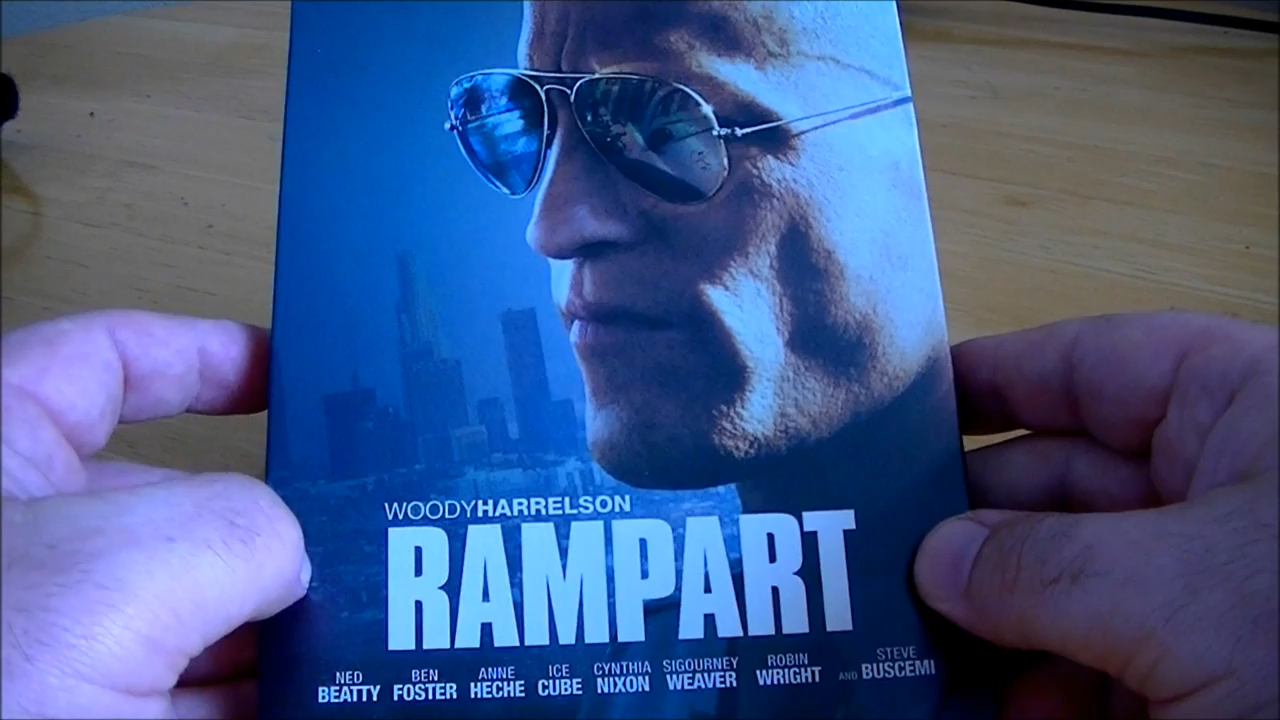 WOODYHARRELSON
RAMPART
NED BEATTY BEN FOSTER ANNE HECHE ICE CUBE CYNTHIA NIXON SIGOURNEY WEAVER ROBIN WRIGHT AND STEVE BUSCEMI